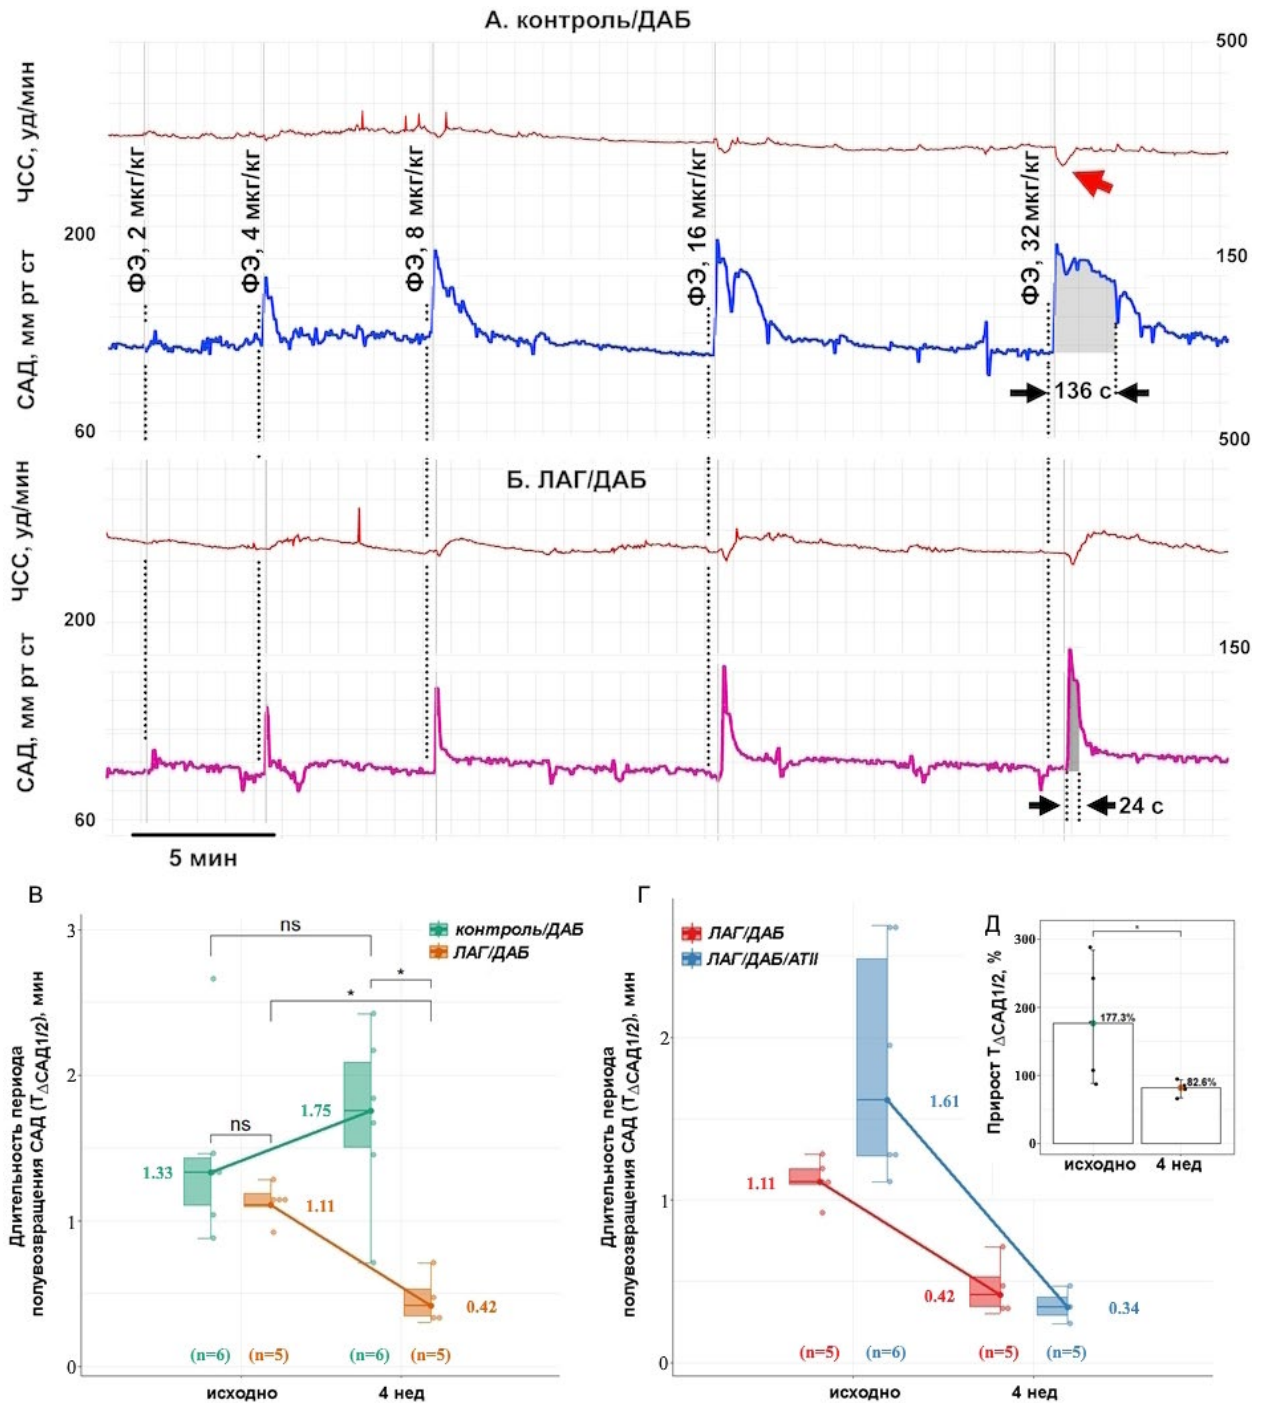 А. контроль/ДАБ
500
ЧСС, уд/мин
ФЭ, 2 мкг/кг
ФЭ, 4 мкг/кг
ФЭ, 8 мкг/кг
ФЭ, 16 мкг/кг
ФЭ, 32мкг/кг
200
150
САД, мм рт ст
136 с
60
500
Б. ЛАГ/ДАБ
ЧСС, уд/мин
200
150
САД, мм рт ст
24 с
60
5 мин
В
Длительность периода
полувозвращения САД (TΔСАД1/2), мин
3
2
1
0
ns
*
*
ns
контроль/ДАБ
ЛАГ/ДАБ
1.33
1.75
1.11
0.42
(n=6)
(n=5)
(n=6)
(n=5)
исходно
4 нед
Г
Длительность периода
полувозвращения САД (TΔСАД1/2), мин
2
1
0
ЛАГ/ДАБ
ЛАГ/ДАБ/АТII
1.11
1.61
0.42
0.34
(n=5)
(n=6)
(n=5)
(n=5)
исходно
4 нед
Д
Прирост TΔСАД1/2, %
300
200
100
0
*
177.3%
82.6%
исходно
4 нед